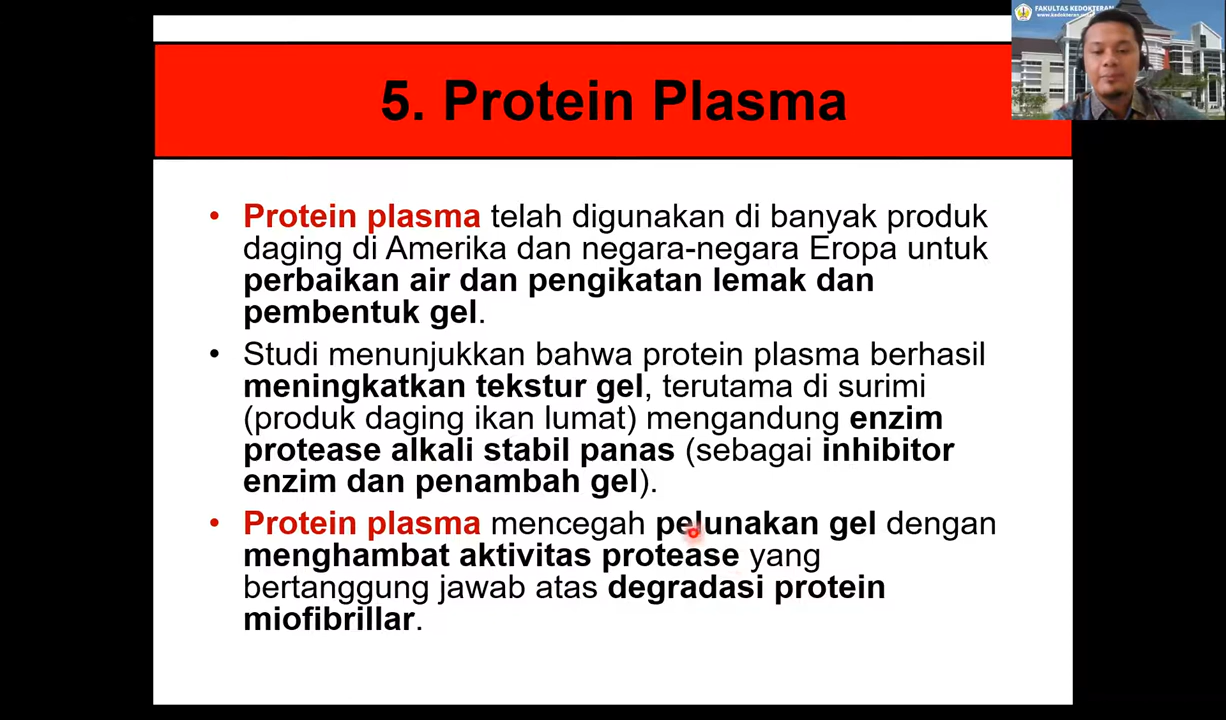 FAKULTAS KEDOKTERAN
5. Protein Plasma
• Protein plasma telah digunakan di banyak produk
daging di Amerika dan negara-negara Eropa untuk
perbaikan air dan pengikatan lemak dan
pembentuk gel.
• Studi menunjukkan bahwa protein plasma berhasil
meningkatkan tekstur gel, terutama di surimi
(produk daging ikan lumat) mengandung enzim
protease alkali stabil panas (sebagai inhibitor
enzim dan penambah gel).
• Protein plasma mencegah pelunakan gel dengan
menghambat aktivitas protease yang
bertanggung jawab atas degradasi protein
miofibrillar.